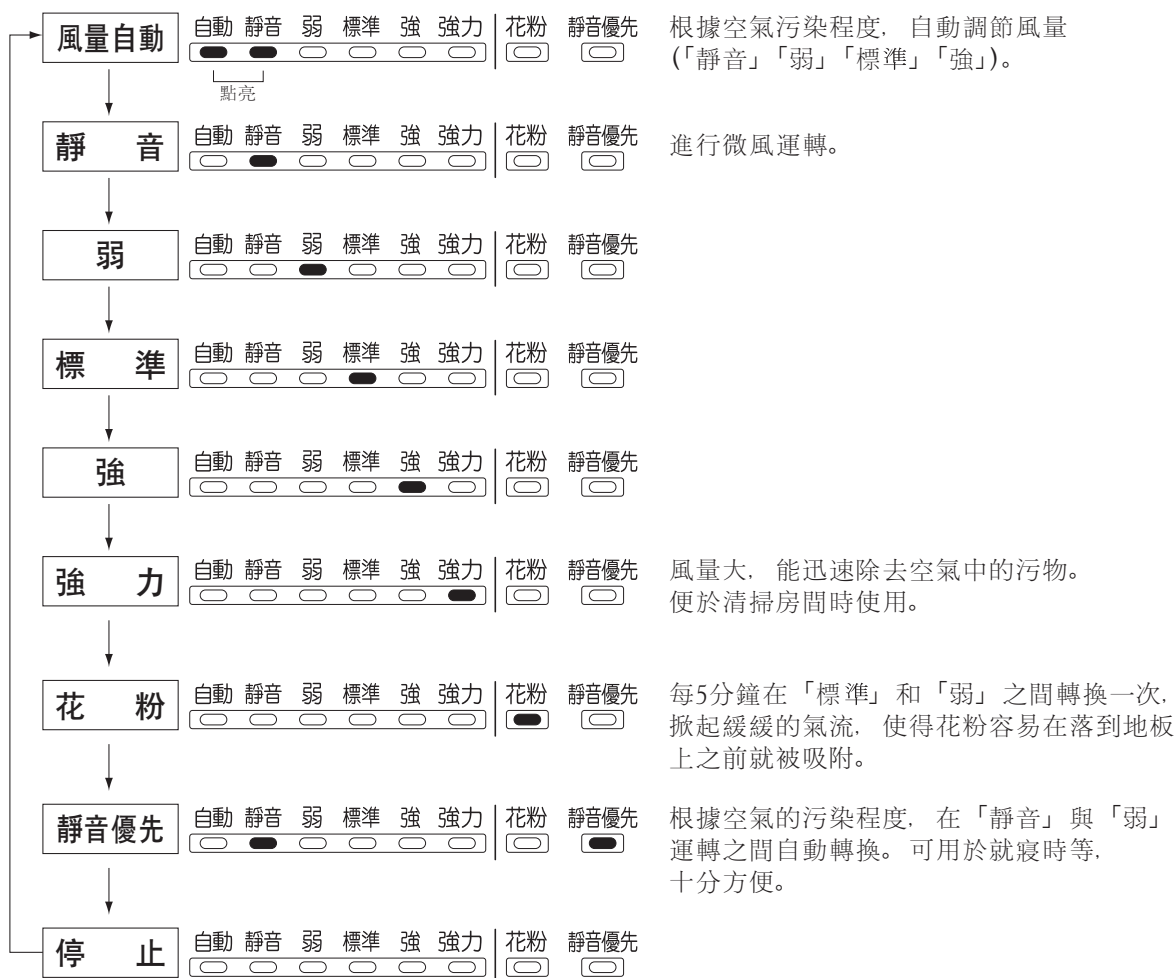 風量自動 自動 靜音 弱 標準 強 強力 花粉 靜音優先 根據空氣污染程度，自動調節風量
(「靜音」「弱」「標準」「強」)。
點亮
靜音 自動 靜音 弱 標準 強 強力 花粉 靜音優先 進行微風運轉。
弱 自動 靜音 弱 標準 強 強力 花粉 靜音優先
標準 自動 靜音 弱 標準 強 強力 花粉 靜音優先
強 自動 靜音 弱 標準 強 強力 花粉 靜音優先
強力 自動 靜音 弱 標準 強 強力 花粉 靜音優先 風量大，能迅速除去空氣中的污物。
便於清掃房間時使用。
花粉 自動 靜音 弱 標準 強 強力 花粉 靜音優先 每5分鐘在「標準」和「弱」之間轉換一次，
掀起緩緩的氣流，使得花粉容易在落到地板
上之前就被吸附。
靜音優先 自動 靜音 弱 標準 強 強力 花粉 靜音優先 根據空氣的污染程度，在「靜音」與「弱」
運轉之間自動轉換。可用於就寢時等，
十分方便。
停止 自動 靜音 弱 標準 強 強力 花粉 靜音優先